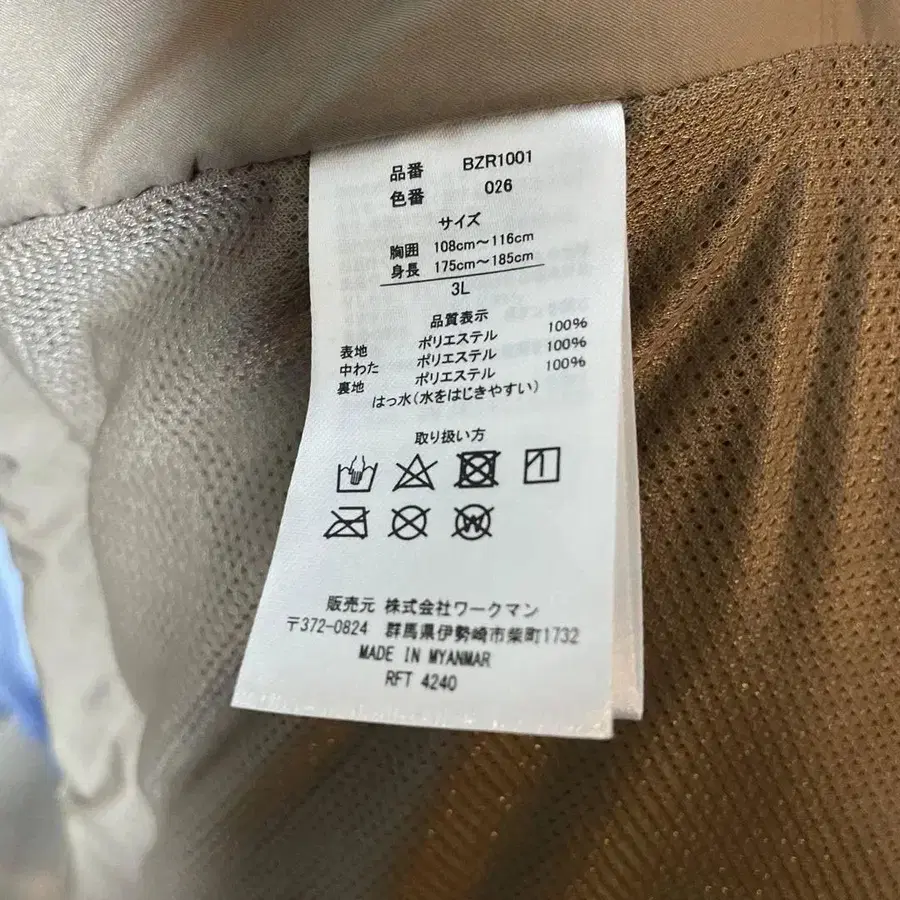 品番 BZR1001
色番 026
サイズ
胸囲 108cm～116cm
身長 175cm～185cm
3L
品質表示
表地 ポリエステル 100%
中わた ポリエステル 100%
裏地 ポリエステル 100%
はっ水(水をはじきやすい)
取り扱い方
W
販売元 株式会社ワークマン
〒372-0824 群馬県伊勢崎市柴町1732
MADE IN MYANMAR
RFT 4240